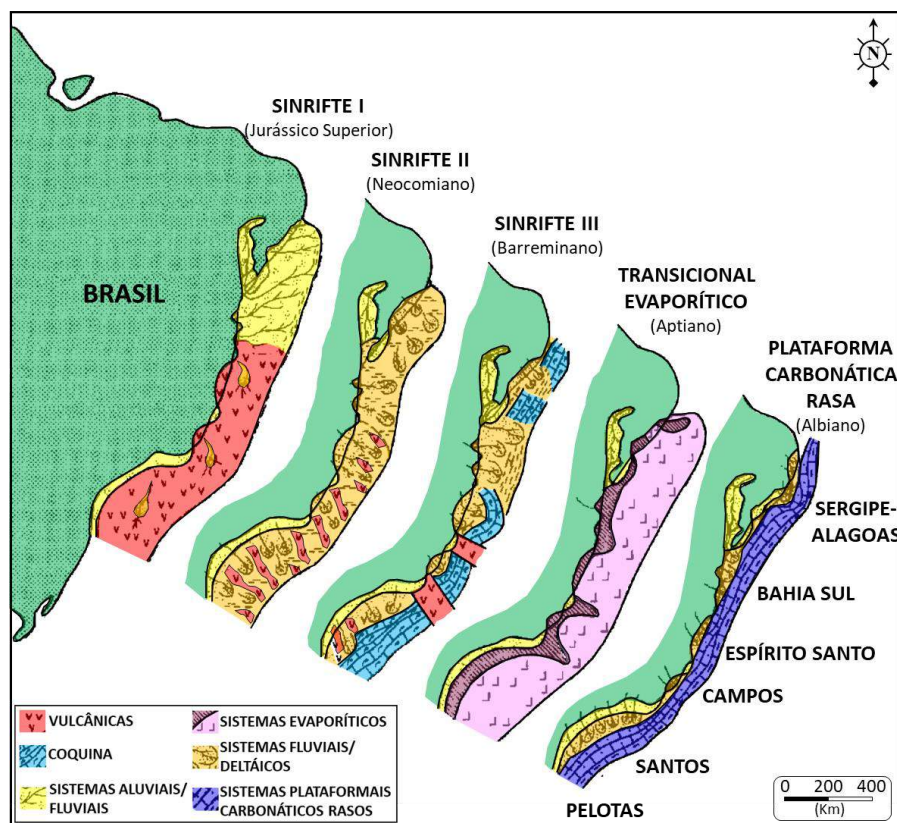 N
SINRIFTE I
(Jurássico Superior)
SINRIFTE II
(Neocomiano)
SINRIFTE III
(Barreminano)
TRANSICIONAL
EVAPORÍTICO
(Aptiano)
PLATAFORMA
CARBONÁTICA
RASA
(Albiano)
BRASIL
SERGIPE-
ALAGOAS
BAHIA SUL
ESPÍRITO SANTO
CAMPOS
SANTOS
PELOTAS
VULCÂNICAS
COQUINA
SISTEMAS ALUVIAIS/
FLUVIAIS
SISTEMAS EVAPORÍTICOS
SISTEMAS FLUVIAIS/
DELTÁICOS
SISTEMAS PLATAFORMAIS
CARBONÁTICOS RASOS
0 200 400
(Km)